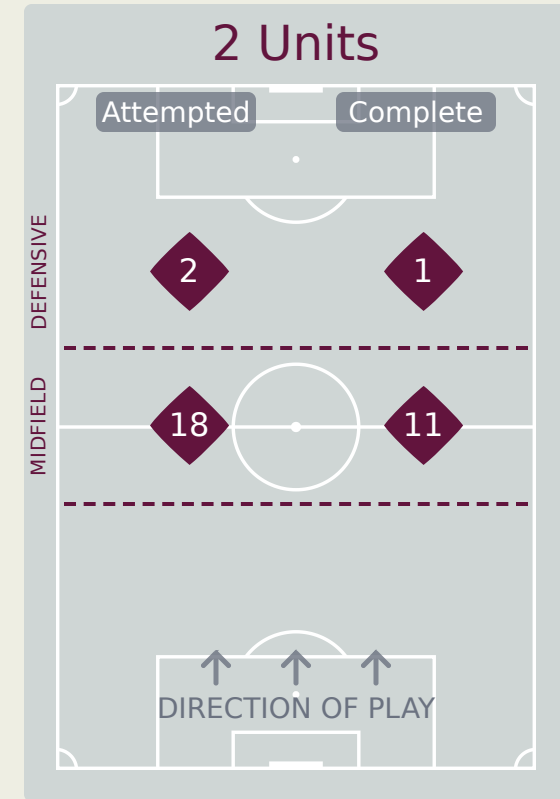 2 Units
Attempted
Complete
DEFENSIVE
2
1
MIDFIELD
18
11
DIRECTION OF PLAY